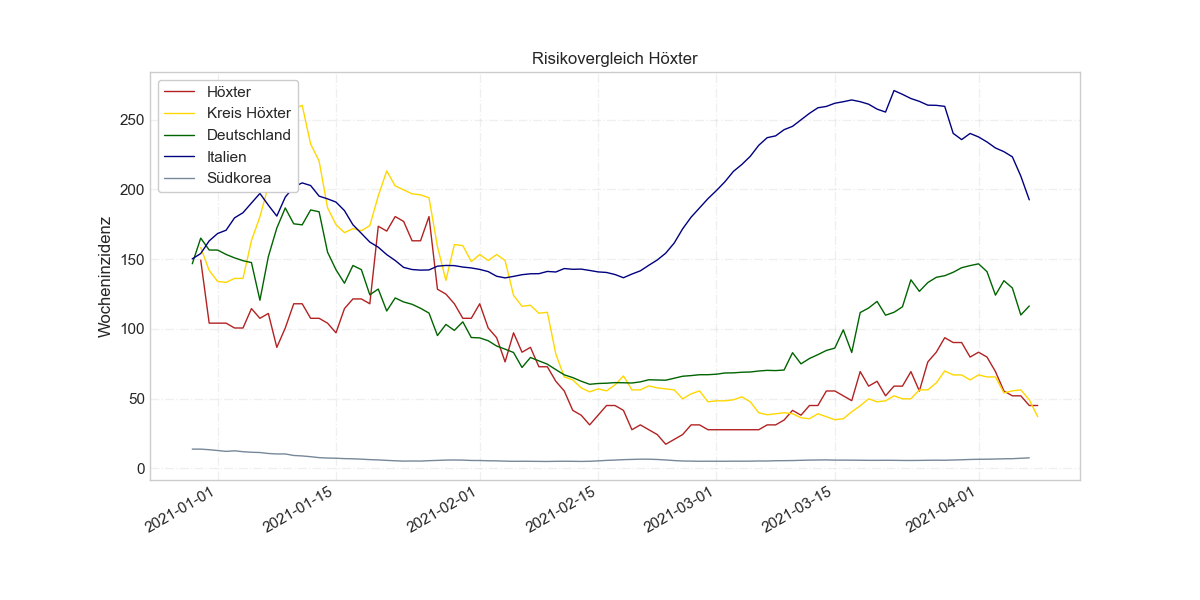 Risikovergleich Höxter
Höxter
Kreis Höxter
Deutschland
Italien
Südkorea
Wocheninzidenz
250
200
150
100
50
0
2021-01-01
2021-01-15
2021-02-01
2021-02-15
2021-03-01
2021-03-15
2021-04-01